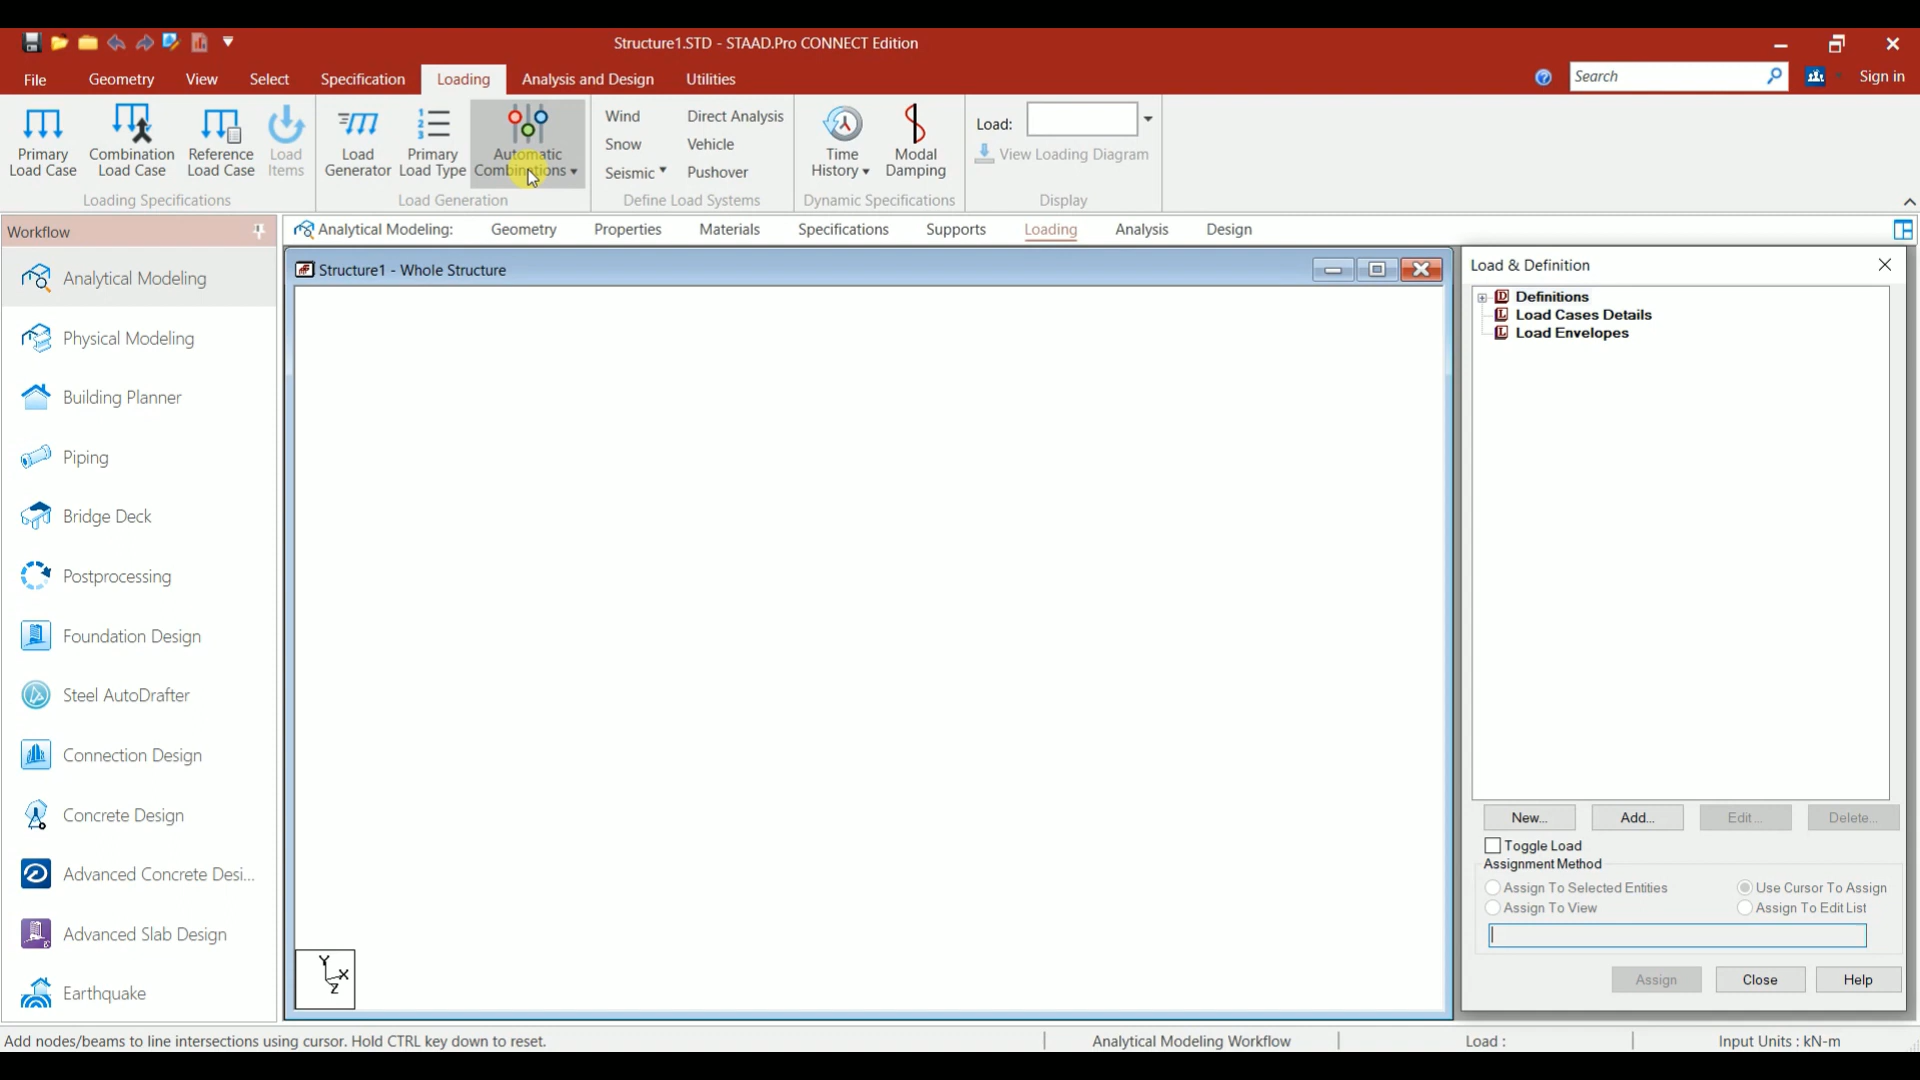 Structure1.STD - STAAD.Pro CONNECT Edition
File Geometry View Select Specification Loading Analysis and Design Utilities Search Sign in
Primary Load Case
Combination Load Case
Reference Load Case
Load Items
Loading Specifications
Load Generator
Primary Load Type
Automatic Combinations
Load Generation
Wind Direct Analysis
Snow Vehicle
Seismic Pushover
Define Load Systems
Time History
Modal Damping
Dynamic Specifications
Load:
View Loading Diagram
Display
Workflow
Analytical Modeling: Geometry Properties Materials Specifications Supports Loading Analysis Design
Analytical Modeling
Physical Modeling
Building Planner
Piping
Bridge Deck
Postprocessing
Foundation Design
Steel AutoDrafter
Connection Design
Concrete Design
Advanced Concrete Desi...
Advanced Slab Design
Earthquake
Structure1 - Whole Structure
Y
X
Z
Load & Definition
D Definitions
L Load Cases Details
L Load Envelopes
New... Add... Edit... Delete...
Toggle Load
Assignment Method
Assign To Selected Entities Use Cursor To Assign
Assign To View Assign To Edit List
Assign Close Help
Add nodes/beams to line intersections using cursor. Hold CTRL key down to reset. Analytical Modeling Workflow Load : Input Units : kN-m